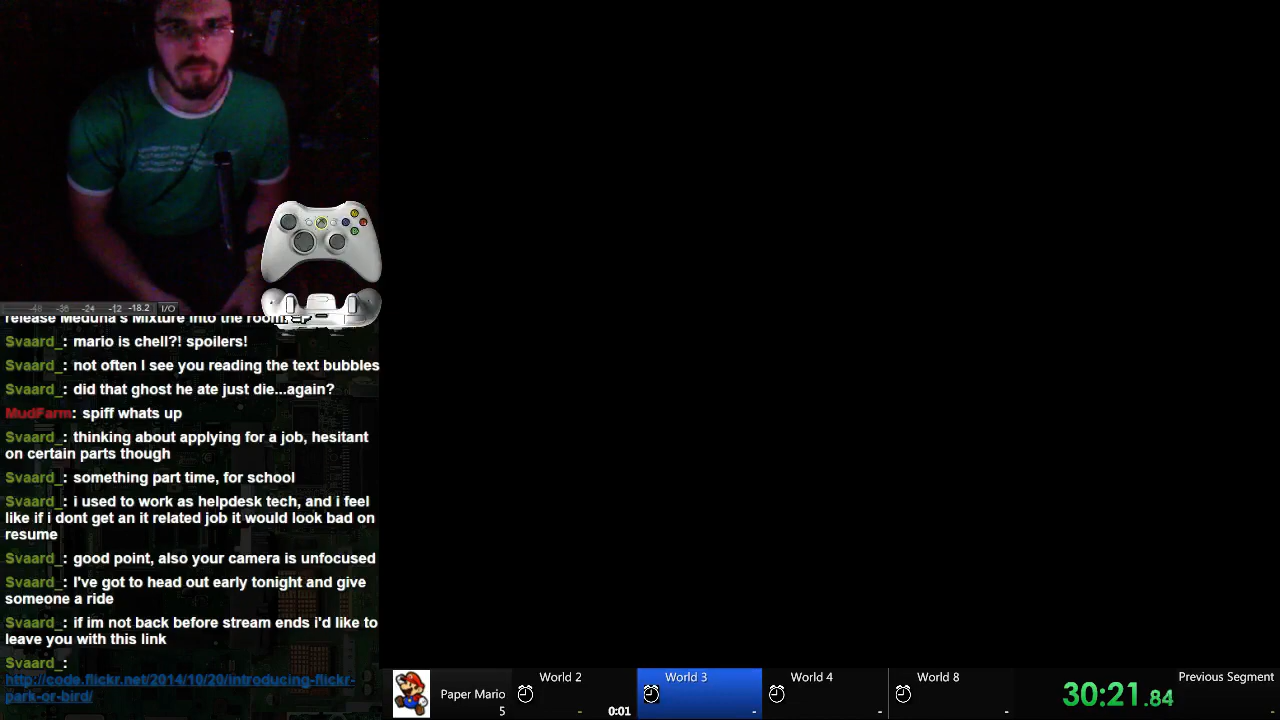 -48 -36 -24 -12 -18.2 I/O
release Meduna's Mixture into the room.
Svaard_: mario is chell?! spoilers!
Svaard_: not often I see you reading the text bubbles
Svaard_: did that ghost he ate just die...again?
MudFarm: spiff whats up
Svaard_: thinking about applying for a job, hesitant
on certain parts though
Svaard_: something part time, for school
Svaard_: i used to work as helpdesk tech, and i feel
like if i dont get an it related job it would look bad on
resume
Svaard_: good point, also your camera is unfocused
Svaard_: I've got to head out early tonight and give
someone a ride
Svaard_: if im not back before stream ends i'd like to
leave you with this link
Svaard_:
http://code.flickr.net/2014/10/20/introducing-flickr-
park-or-bird/
Paper Mario
5
World 2
- 0:01
World 3
-
World 4
-
World 8
-
30:21.84
Previous Segment
-